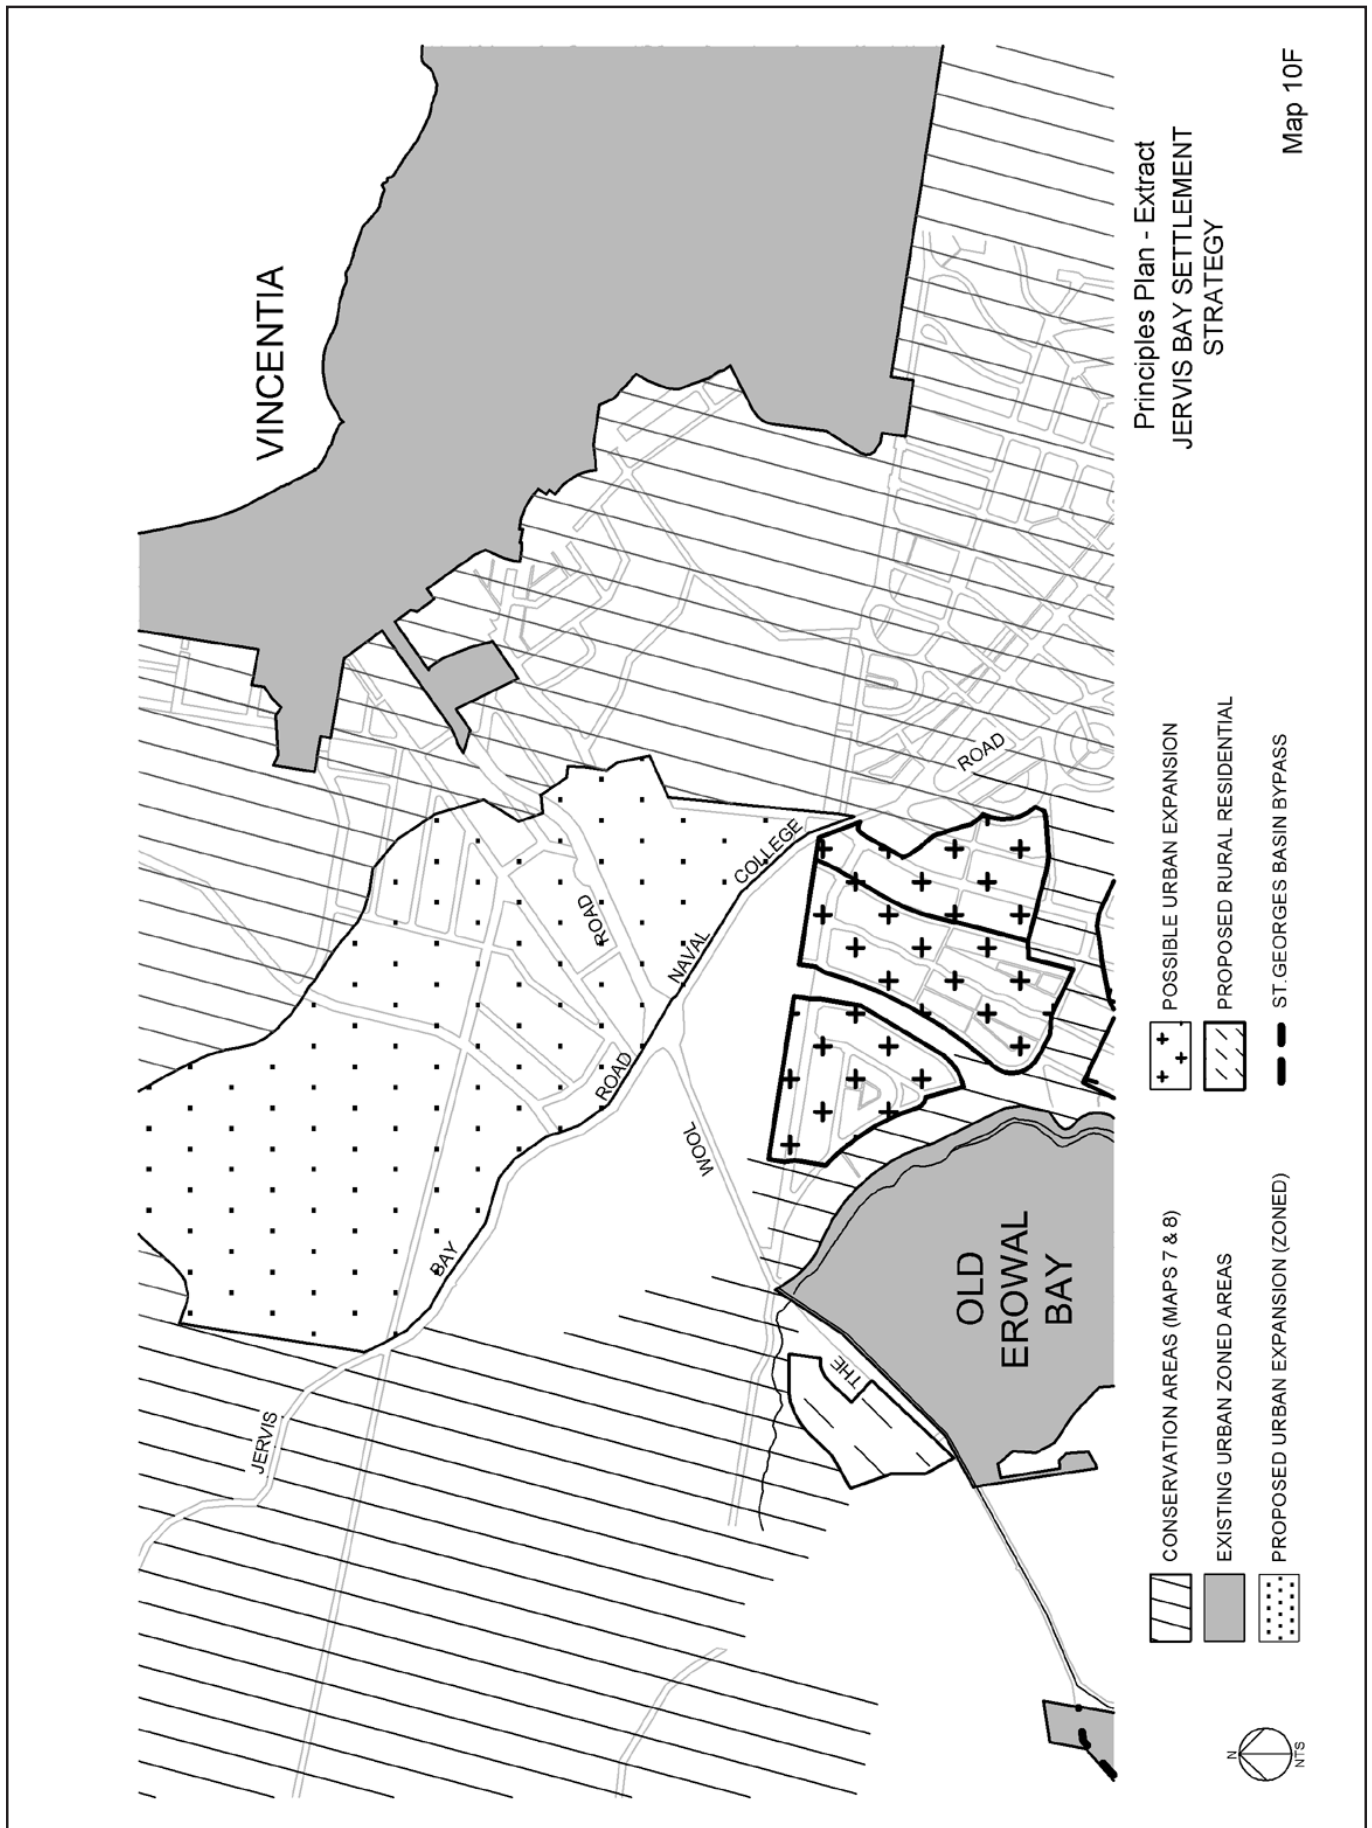 VINCENTIA
JERVIS
BAY
ROAD
NAVAL
COLLEGE
ROAD
THE
WOOL
ROAD
OLD
EROWAL
BAY
CONSERVATION AREAS (MAPS 7 & 8)
EXISTING URBAN ZONED AREAS
PROPOSED URBAN EXPANSION (ZONED)
POSSIBLE URBAN EXPANSION
PROPOSED RURAL RESIDENTIAL
ST.GEORGES BASIN BYPASS
N
NTS
Principles Plan - Extract
JERVIS BAY SETTLEMENT
STRATEGY
Map 10F